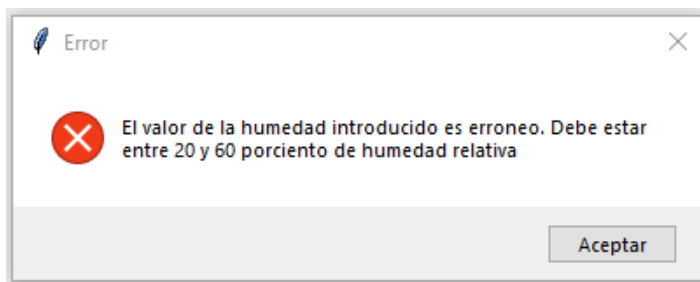 Error
El valor de la humedad introducido es erroneo. Debe estar
entre 20 y 60 porciento de humedad relativa
Aceptar